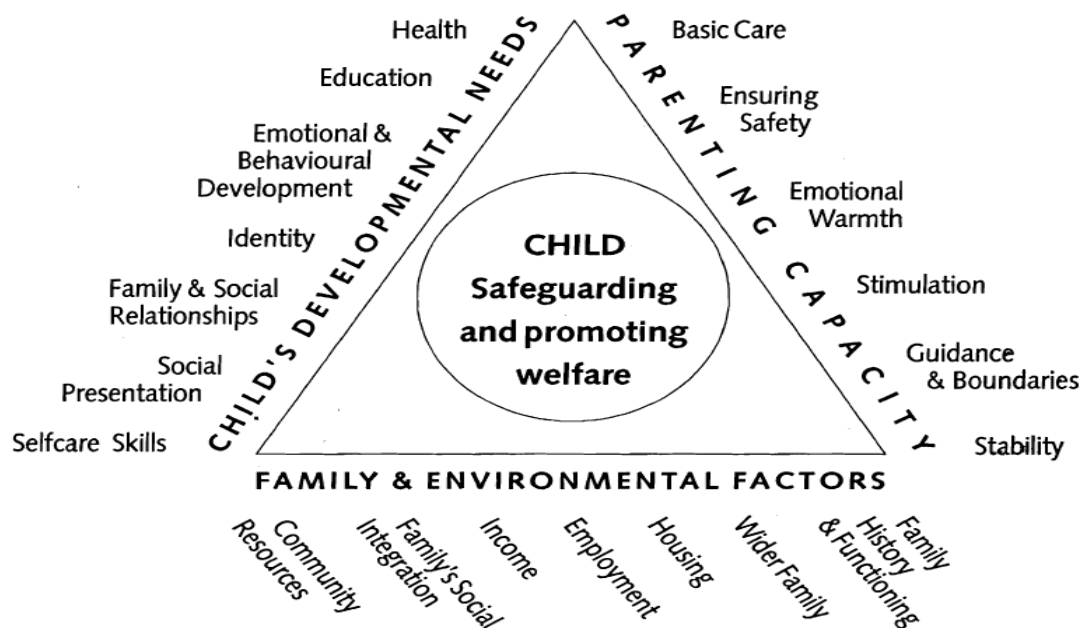 Health
Education
Emotional &
Behavioural
Development
Identity
Family & Social
Relationships
Social
Presentation
Selfcare Skills
CHILD'S DEVELOPMENTAL NEEDS
CHILD
Safeguarding
and promoting
welfare
PARENTING CAPACITY
Basic Care
Ensuring
Safety
Emotional
Warmth
Stimulation
Guidance
& Boundaries
Stability
FAMILY & ENVIRONMENTAL FACTORS
Community
Resources
Family's Social
Integration
Income
Employment
Housing
Wider Family
Family
History
& Functioning